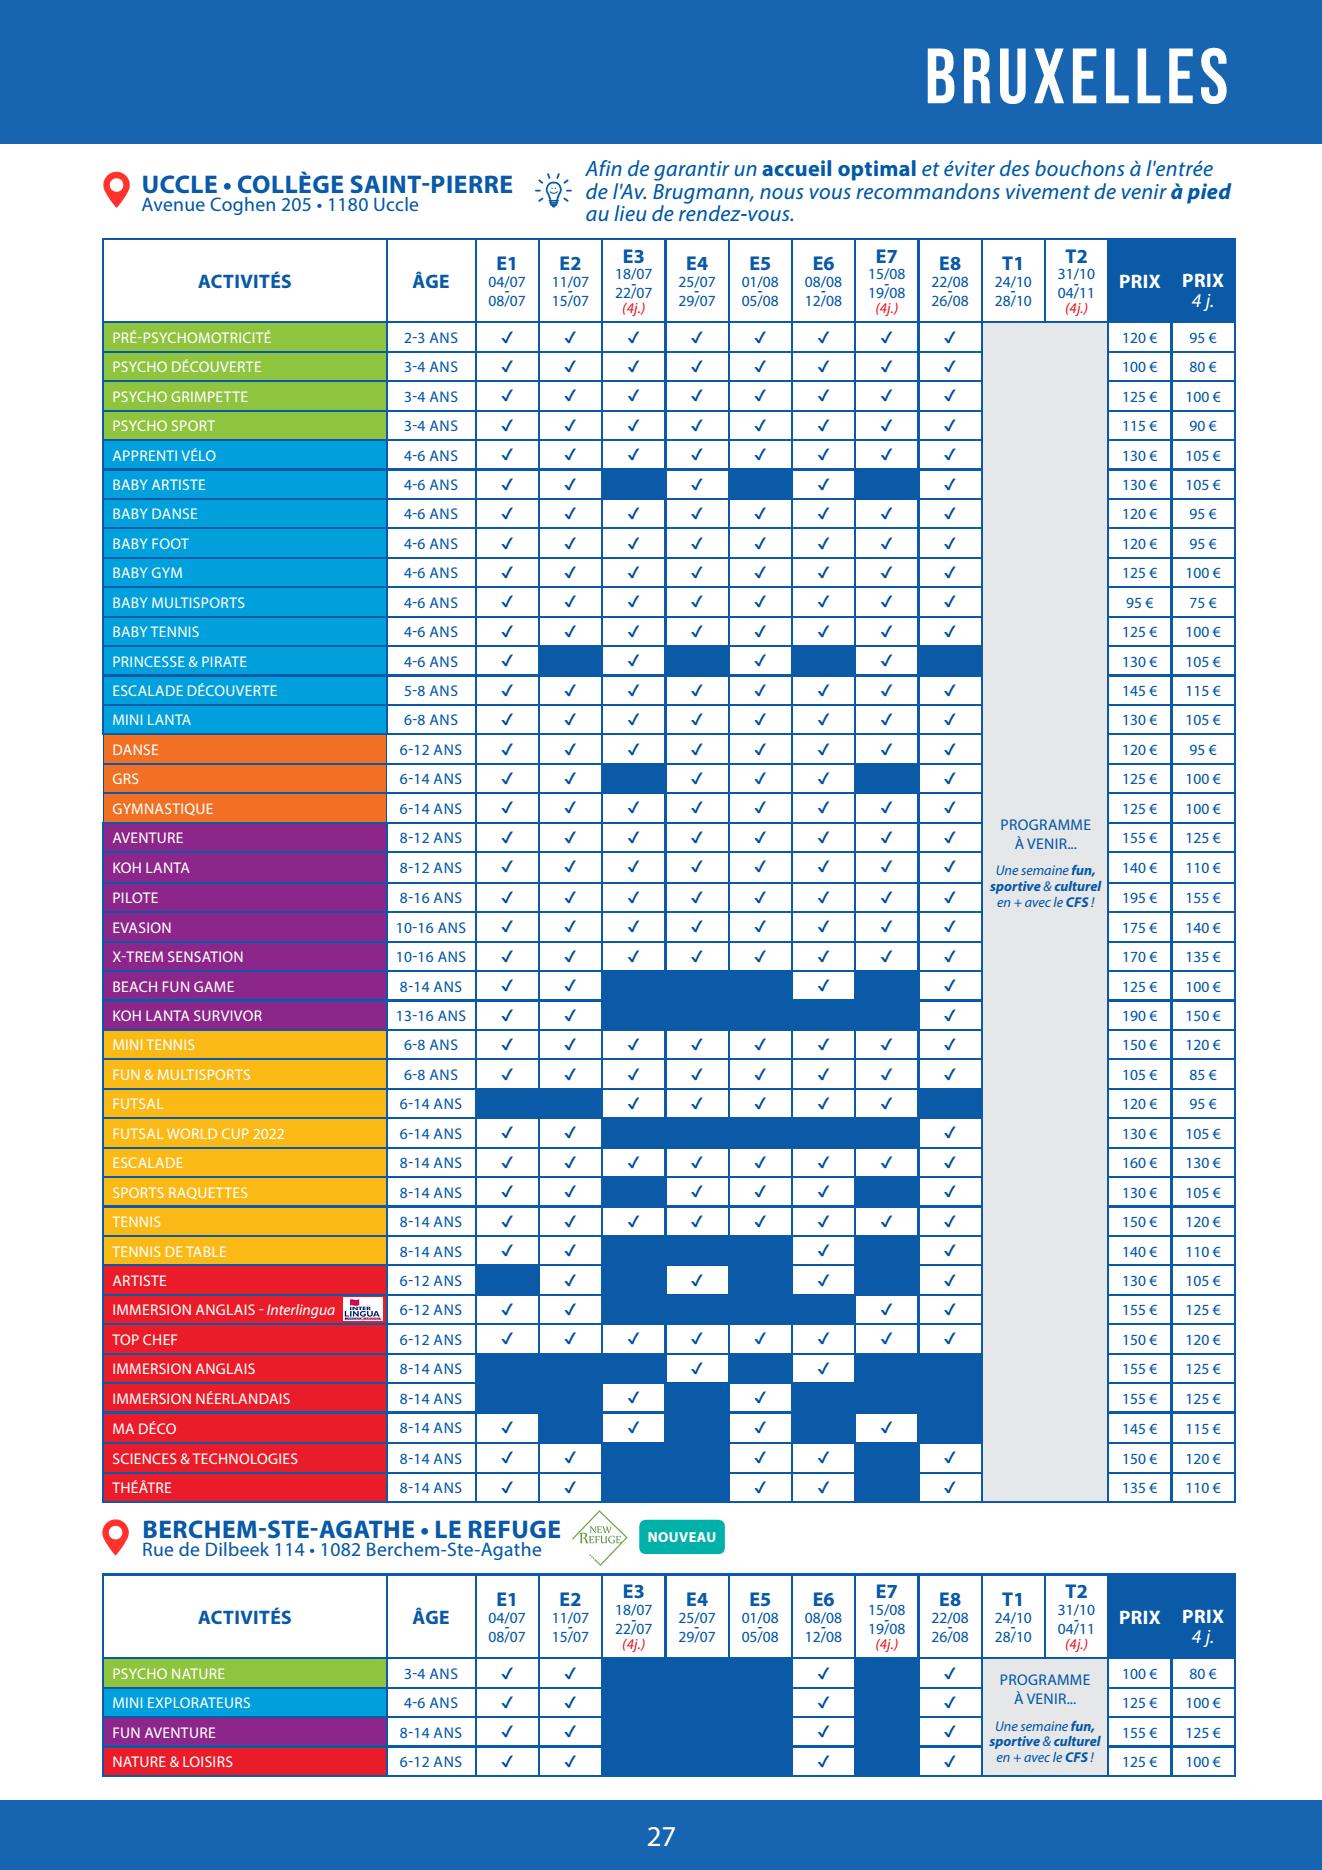 BRUXELLES
UCCLE • COLLÈGE SAINT-PIERRE
Avenue Coghen 205 • 1180 Uccle
Afin de garantir un accueil optimal et éviter des bouchons à l'entrée
de l'Av. Brugmann, nous vous recommandons vivement de venir à pied
au lieu de rendez-vous.
ACTIVITÉS ÂGE E1 04/07 - 08/07 E2 11/07 - 15/07 E3 18/07 - 22/07 (4j.) E4 25/07 - 29/07 E5 01/08 - 05/08 E6 08/08 - 12/08 E7 15/08 - 19/08 (4j.) E8 22/08 - 26/08 T1 24/10 - 28/10 T2 31/10 - 04/11 (4j.) PRIX PRIX 4 j.
PRÉ-PSYCHOMOTRICITÉ 2-3 ANS ✓ ✓ ✓ ✓ ✓ ✓ ✓ ✓ 120 € 95 €
PSYCHO DÉCOUVERTE 3-4 ANS ✓ ✓ ✓ ✓ ✓ ✓ ✓ ✓ 100 € 80 €
PSYCHO GRIMPETTE 3-4 ANS ✓ ✓ ✓ ✓ ✓ ✓ ✓ ✓ 125 € 100 €
PSYCHO SPORT 3-4 ANS ✓ ✓ ✓ ✓ ✓ ✓ ✓ ✓ 115 € 90 €
APPRENTI VÉLO 4-6 ANS ✓ ✓ ✓ ✓ ✓ ✓ ✓ ✓ 130 € 105 €
BABY ARTISTE 4-6 ANS ✓ ✓ ✓ ✓ ✓ 130 € 105 €
BABY DANSE 4-6 ANS ✓ ✓ ✓ ✓ ✓ ✓ ✓ ✓ 120 € 95 €
BABY FOOT 4-6 ANS ✓ ✓ ✓ ✓ ✓ ✓ ✓ ✓ 120 € 95 €
BABY GYM 4-6 ANS ✓ ✓ ✓ ✓ ✓ ✓ ✓ ✓ 125 € 100 €
BABY MULTISPORTS 4-6 ANS ✓ ✓ ✓ ✓ ✓ ✓ ✓ ✓ 95 € 75 €
BABY TENNIS 4-6 ANS ✓ ✓ ✓ ✓ ✓ ✓ ✓ ✓ 125 € 100 €
PRINCESSE & PIRATE 4-6 ANS ✓ ✓ ✓ ✓ 130 € 105 €
ESCALADE DÉCOUVERTE 5-8 ANS ✓ ✓ ✓ ✓ ✓ ✓ ✓ ✓ 145 € 115 €
MINI LANTA 6-8 ANS ✓ ✓ ✓ ✓ ✓ ✓ ✓ ✓ 130 € 105 €
DANSE 6-12 ANS ✓ ✓ ✓ ✓ ✓ ✓ ✓ ✓ 120 € 95 €
GRS 6-14 ANS ✓ ✓ ✓ ✓ ✓ ✓ 125 € 100 €
GYMNASTIQUE 6-14 ANS ✓ ✓ ✓ ✓ ✓ ✓ ✓ ✓ 125 € 100 €
AVENTURE 8-12 ANS ✓ ✓ ✓ ✓ ✓ ✓ ✓ ✓ 155 € 125 €
KOH LANTA 8-12 ANS ✓ ✓ ✓ ✓ ✓ ✓ ✓ ✓ 140 € 110 €
PILOTE 8-16 ANS ✓ ✓ ✓ ✓ ✓ ✓ ✓ ✓ 195 € 155 €
EVASION 10-16 ANS ✓ ✓ ✓ ✓ ✓ ✓ ✓ ✓ 175 € 140 €
X-TREM SENSATION 10-16 ANS ✓ ✓ ✓ ✓ ✓ ✓ ✓ ✓ 170 € 135 €
BEACH FUN GAME 8-14 ANS ✓ ✓ ✓ ✓ 125 € 100 €
KOH LANTA SURVIVOR 13-16 ANS ✓ ✓ ✓ 190 € 150 €
MINI TENNIS 6-8 ANS ✓ ✓ ✓ ✓ ✓ ✓ ✓ ✓ 150 € 120 €
FUN & MULTISPORTS 6-8 ANS ✓ ✓ ✓ ✓ ✓ ✓ ✓ ✓ 105 € 85 €
FUTSAL 6-14 ANS ✓ ✓ ✓ ✓ ✓ 120 € 95 €
FUTSAL WORLD CUP 2022 6-14 ANS ✓ ✓ ✓ 130 € 105 €
ESCALADE 8-14 ANS ✓ ✓ ✓ ✓ ✓ ✓ ✓ ✓ 160 € 130 €
SPORTS RAQUETTES 8-14 ANS ✓ ✓ ✓ ✓ ✓ ✓ 130 € 105 €
TENNIS 8-14 ANS ✓ ✓ ✓ ✓ ✓ ✓ ✓ ✓ 150 € 120 €
TENNIS DE TABLE 8-14 ANS ✓ ✓ ✓ ✓ 140 € 110 €
ARTISTE 6-12 ANS ✓ ✓ ✓ ✓ 130 € 105 €
IMMERSION ANGLAIS - Interlingua INTER LINGUA 6-12 ANS ✓ ✓ ✓ ✓ 155 € 125 €
TOP CHEF 6-12 ANS ✓ ✓ ✓ ✓ ✓ ✓ ✓ ✓ 150 € 120 €
IMMERSION ANGLAIS 8-14 ANS ✓ ✓ 155 € 125 €
IMMERSION NÉERLANDAIS 8-14 ANS ✓ ✓ 155 € 125 €
MA DÉCO 8-14 ANS ✓ ✓ ✓ ✓ 145 € 115 €
SCIENCES & TECHNOLOGIES 8-14 ANS ✓ ✓ ✓ ✓ ✓ 150 € 120 €
THÉÂTRE 8-14 ANS ✓ ✓ ✓ ✓ ✓ 135 € 110 €
PROGRAMME
À VENIR...
Une semaine fun,
sportive & culturel
en + avec le CFS !
BERCHEM-STE-AGATHE • LE REFUGE
Rue de Dilbeek 114 • 1082 Berchem-Ste-Agathe
NEW
REFUGE
NOUVEAU
ACTIVITÉS ÂGE E1 04/07 - 08/07 E2 11/07 - 15/07 E3 18/07 - 22/07 (4j.) E4 25/07 - 29/07 E5 01/08 - 05/08 E6 08/08 - 12/08 E7 15/08 - 19/08 (4j.) E8 22/08 - 26/08 T1 24/10 - 28/10 T2 31/10 - 04/11 (4j.) PRIX PRIX 4 j.
PSYCHO NATURE 3-4 ANS ✓ ✓ ✓ ✓ 100 € 80 €
MINI EXPLORATEURS 4-6 ANS ✓ ✓ ✓ ✓ 125 € 100 €
FUN AVENTURE 8-14 ANS ✓ ✓ ✓ ✓ 155 € 125 €
NATURE & LOISIRS 6-12 ANS ✓ ✓ ✓ ✓ 125 € 100 €
PROGRAMME
À VENIR...
Une semaine fun,
sportive & culturel
en + avec le CFS !
27